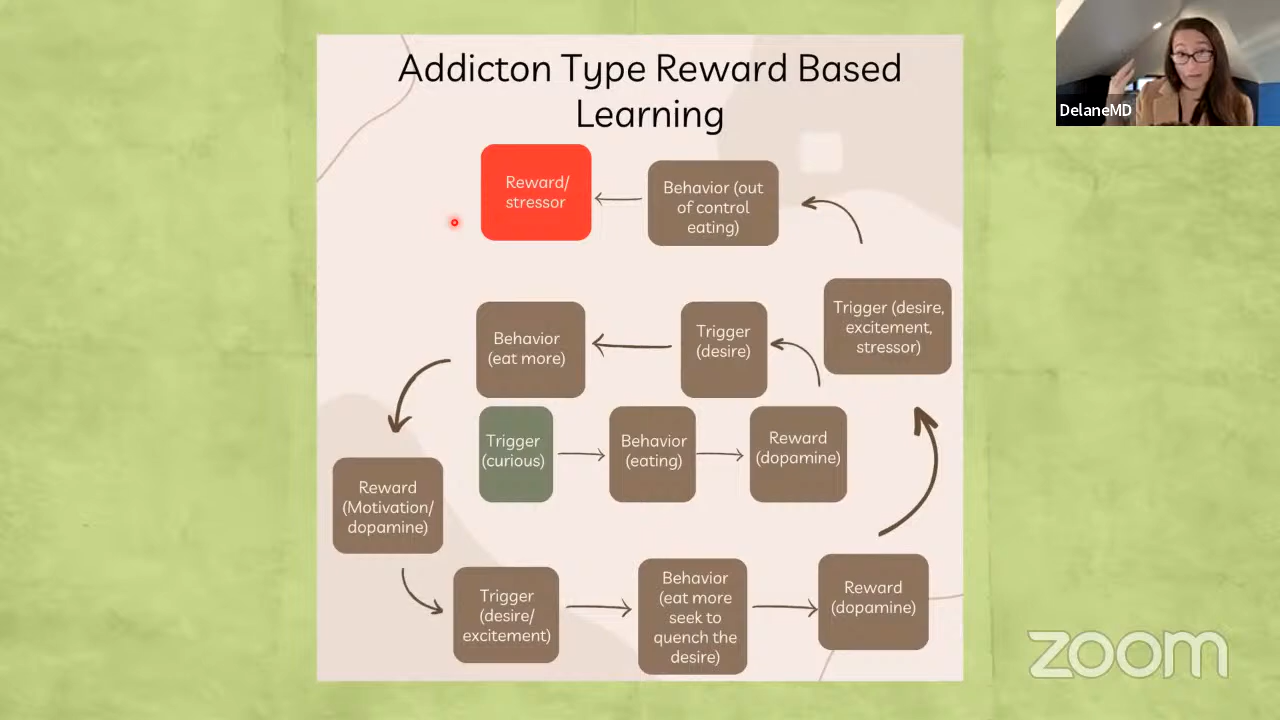 Addicton Type Reward Based
Learning
DelaneMD
Reward/
stressor
Behavior (out
of control
eating)
Trigger (desire,
excitement,
stressor)
Behavior
(eat more)
Trigger
(desire)
Trigger
(curious)
Behavior
(eating)
Reward
(dopamine)
Reward
(Motivation/
dopamine)
Trigger
(desire/
excitement)
Behavior
(eat more
seek to
quench the
desire)
Reward
(dopamine)
zoom